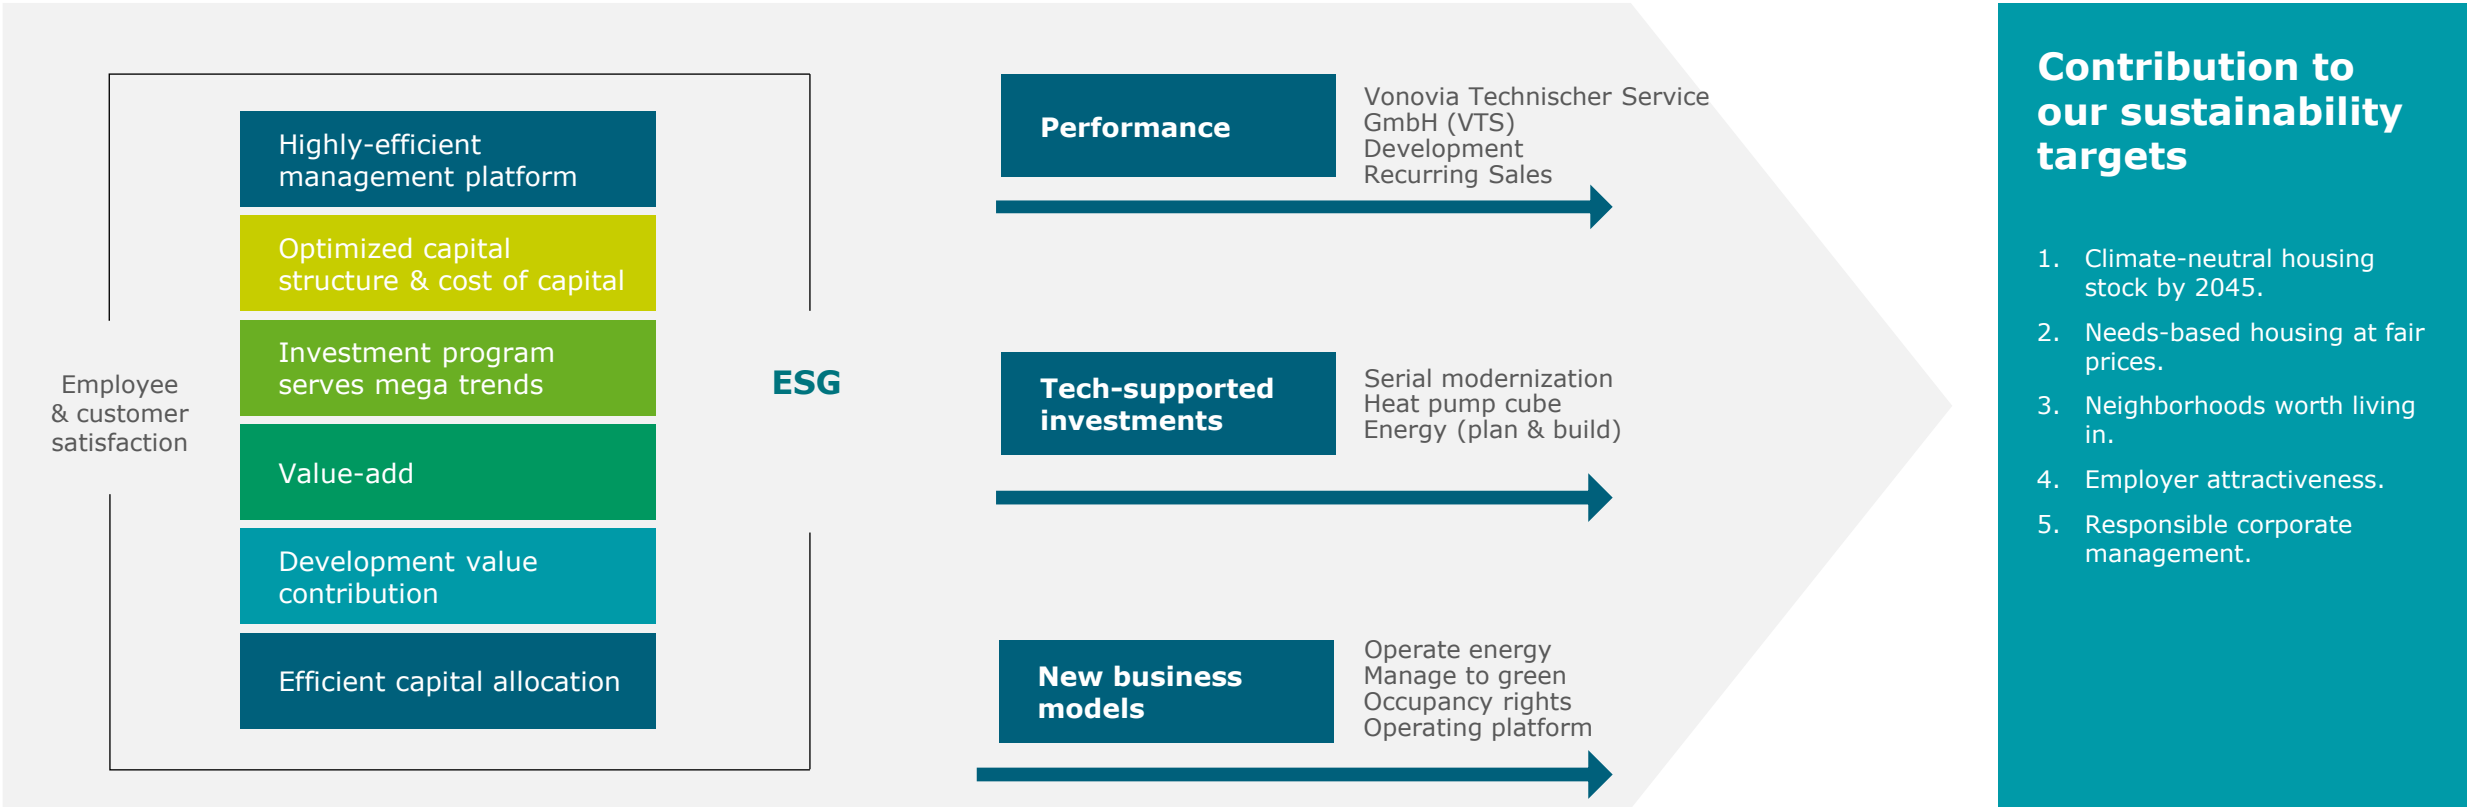 Employee
& customer
satisfaction
Highly-efficient
management platform
Optimized capital
structure & cost of capital
Investment program
serves mega trends
Value-add
Development value
contribution
Efficient capital allocation
ESG
Performance
Vonovia Technischer Service
GmbH (VTS)
Development
Recurring Sales
Tech-supported
investments
Serial modernization
Heat pump cube
Energy (plan & build)
New business
models
Operate energy
Manage to green
Occupancy rights
Operating platform
Contribution to
our sustainability
targets
1. Climate-neutral housing
stock by 2045.
2. Needs-based housing at fair
prices.
3. Neighborhoods worth living
in.
4. Employer attractiveness.
5. Responsible corporate
management.